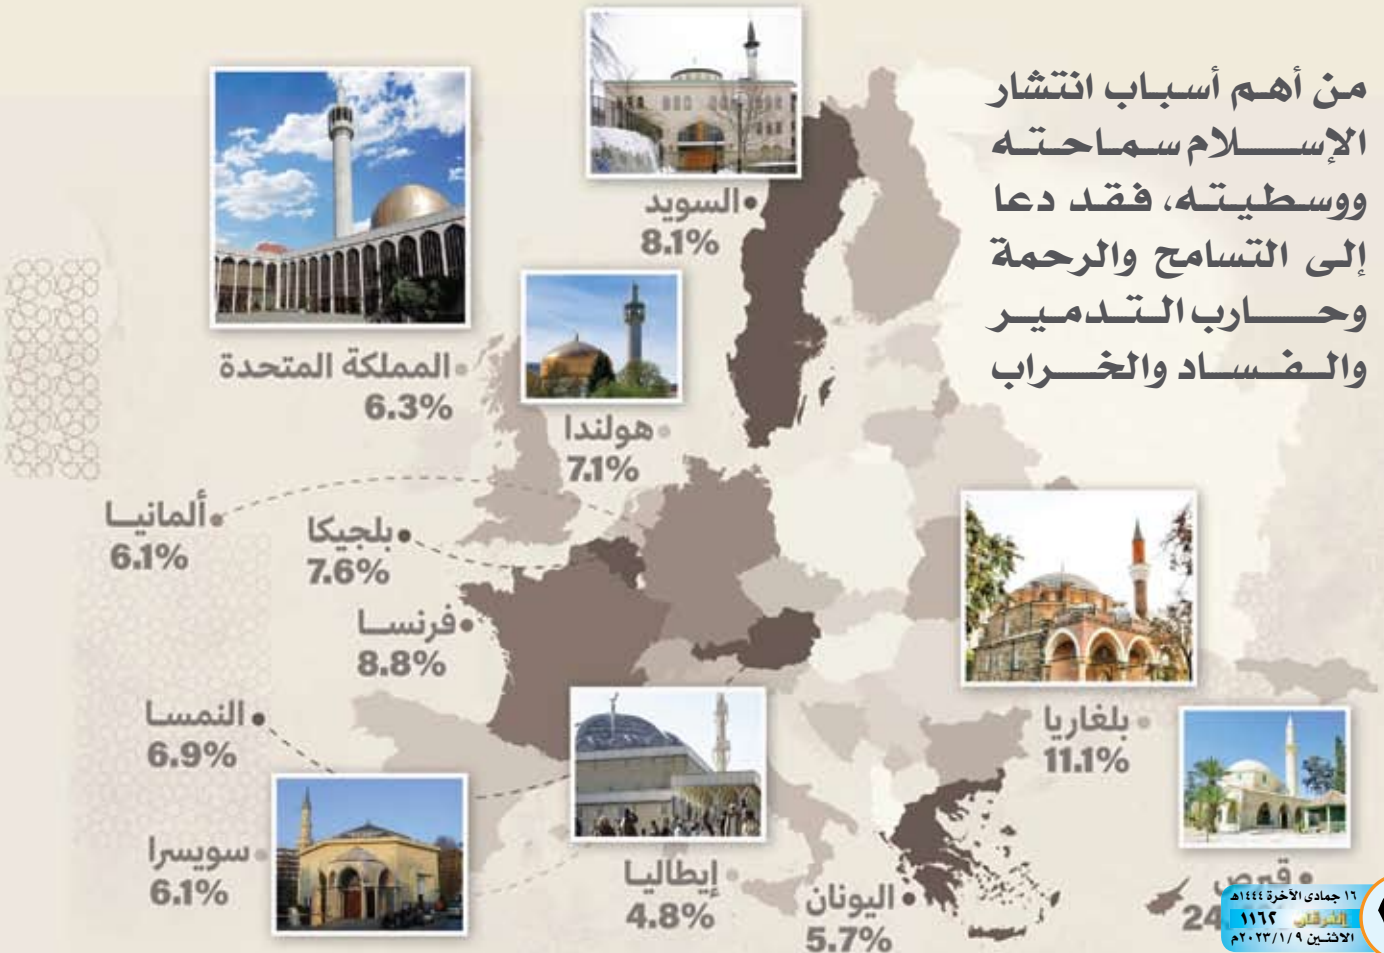 من أهم أسباب انتشار
الإسلام سماحته
ووسطيته، فقد دعا
إلى التسامح والرحمة
وحارب التدمير
والفساد والخراب
السويد
8.1%
المملكة المتحدة
6.3%
هولندا
7.1%
ألمانيا
6.1%
بلجيكا
7.6%
فرنسا
8.8%
النمسا
6.9%
بلغاريا
11.1%
سويسرا
6.1%
إيطاليا
4.8%
اليونان
5.7%
قبرص
24
١٦ جمادى الآخرة ١٤٤٤هـ
الفرقان ١١٦٢
الاثنين ٢٠٢٣/١/٩م